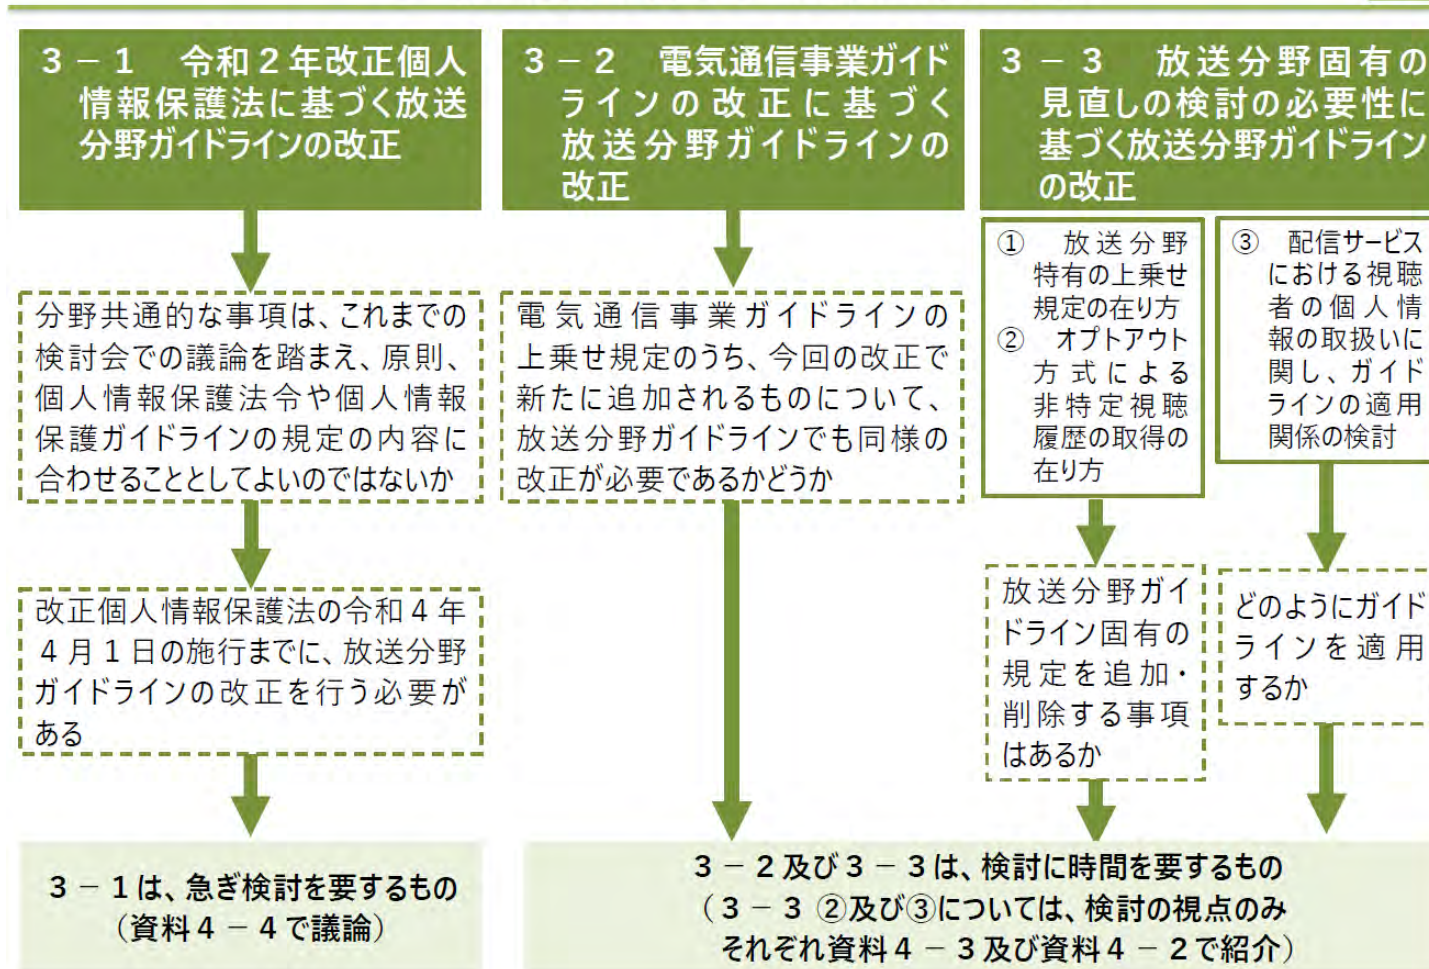 3－1　令和2年改正個人
情報保護法に基づく放送
分野ガイドラインの改正
3－2　電気通信事業ガイド
ラインの改正に基づく
放送分野ガイドラインの
改正
3－3　放送分野固有の
見直しの検討の必要性に
基づく放送分野ガイドライン
の改正
分野共通的な事項は、これまでの
検討会での議論を踏まえ、原則、
個人情報保護法令や個人情報
保護ガイドラインの規定の内容に
合わせることとしてよいのではないか
電気通信事業ガイドラインの
上乗せ規定のうち、今回の改正で
新たに追加されるものについて、
放送分野ガイドラインでも同様の
改正が必要であるかどうか
①　放送分野
特有の上乗せ
規定の在り方
②　オプトアウト
方式による
非特定視聴
履歴の取得の
在り方
③　配信サービス
における視聴
者の個人情
報の取扱いに
関し、ガイド
ラインの適用
関係の検討
改正個人情報保護法の令和4年
4月1日の施行までに、放送分野
ガイドラインの改正を行う必要が
ある
放送分野ガイ
ドライン固有の
規定を追加・
削除する事項
はあるか
どのようにガイド
ラインを適用
するか
3－1は、急ぎ検討を要するもの
（資料4－4で議論）
3－2及び3－3は、検討に時間を要するもの
（3－3 ②及び③については、検討の視点のみ
それぞれ資料4－3及び資料4－2で紹介）